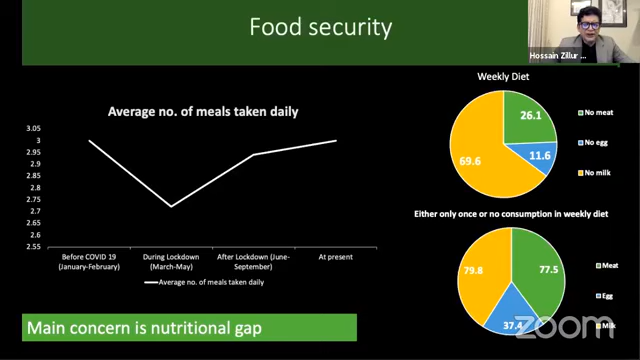 Food security
Hossain Zillur ...
Average no. of meals taken daily
3.05
3
2.95
2.9
2.85
2.8
2.75
2.7
2.65
2.6
2.55
Before COVID 19 (January-February)
During Lockdown (March-May)
After Lockdown (June-September)
At present
Average no. of meals taken daily
Weekly Diet
26.1
11.6
69.6
No meat
No egg
No milk
Either only once or no consumption in weekly diet
79.8
77.5
37.4
Meat
Egg
Milk
Main concern is nutritional gap
zoom